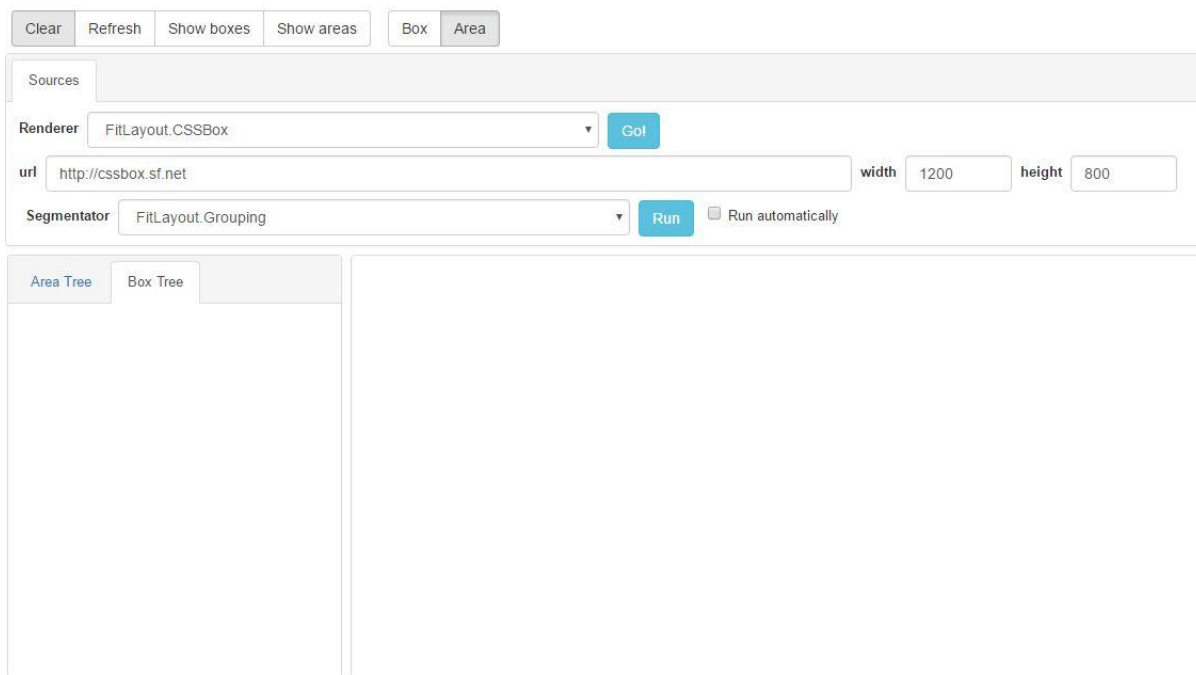 Clear Refresh Show boxes Show areas Box Area
Sources
Renderer FitLayout.CSSBox Go!
url http://cssbox.sf.net width 1200 height 800
Segmentator FitLayout.Grouping Run Run automatically
Area Tree Box Tree